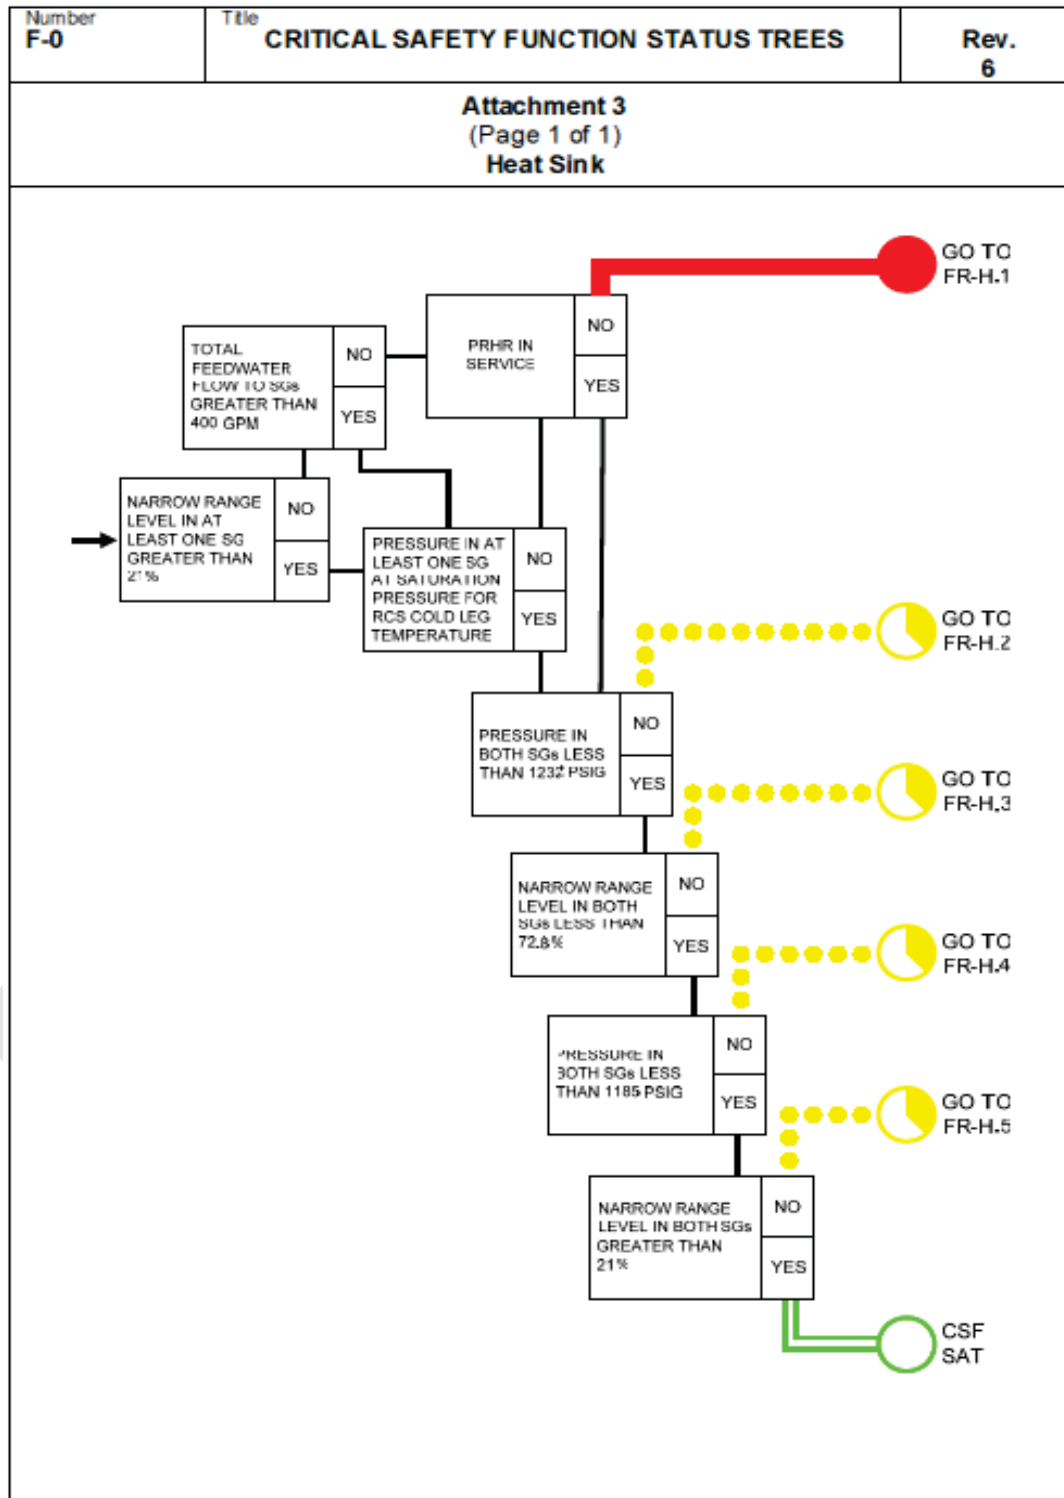 Number
F-0
Title
CRITICAL SAFETY FUNCTION STATUS TREES
Rev.
6
Attachment 3
(Page 1 of 1)
Heat Sink
GO TO
FR-H.1
PRHR IN
SERVICE
NO
YES
TOTAL
FEEDWATER
FLOW TO SGs
GREATER THAN
400 GPM
NO
YES
NARROW RANGE
LEVEL IN AT
LEAST ONE SG
GREATER THAN
21%
NO
YES
PRESSURE IN AT
LEAST ONE SG
AT SATURATION
PRESSURE FOR
RCS COLD LEG
TEMPERATURE
NO
YES
GO TO
FR-H.2
PRESSURE IN
BOTH SGs LESS
THAN 1232 PSIG
NO
YES
GO TO
FR-H.3
NARROW RANGE
LEVEL IN BOTH
SGs LESS THAN
72.8%
NO
YES
GO TO
FR-H.4
PRESSURE IN
BOTH SGs LESS
THAN 1185 PSIG
NO
YES
GO TO
FR-H.5
NARROW RANGE
LEVEL IN BOTH SGs
GREATER THAN
21%
NO
YES
CSF
SAT